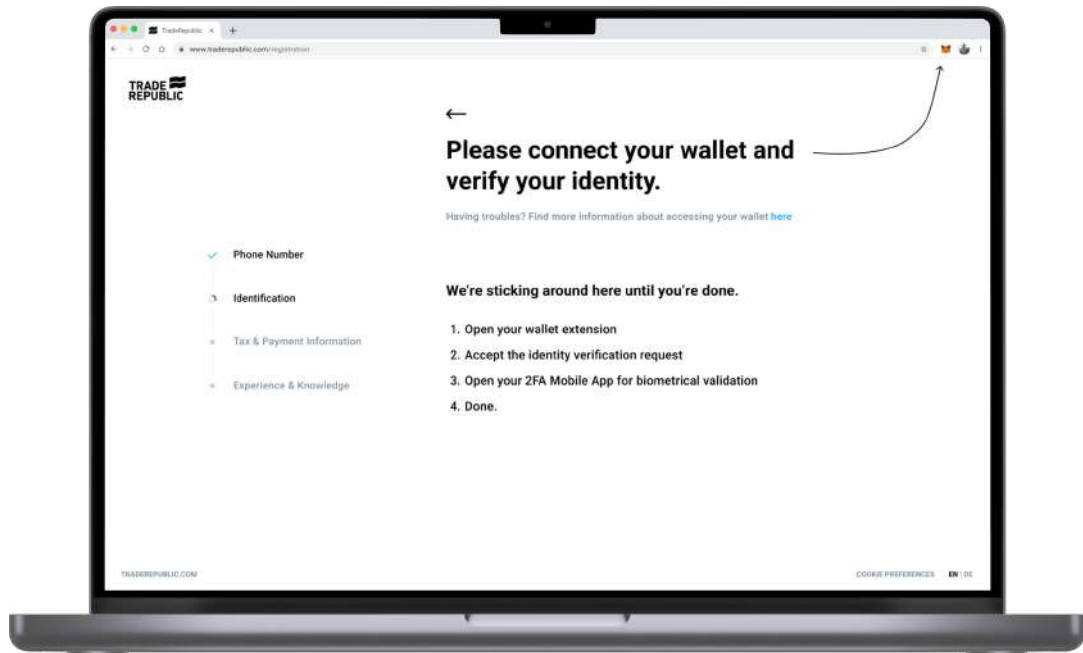 TradeRepublic
www.traderepublic.com/registration
TRADE
REPUBLIC
Please connect your wallet and
verify your identity.
Having troubles? Find more information about accessing your wallet here
Phone Number
Identification
Tax & Payment Information
Experience & Knowledge
We're sticking around here until you're done.
1. Open your wallet extension
2. Accept the identity verification request
3. Open your 2FA Mobile App for biometrical validation
4. Done.
TRADEREPUBLIC.COM
COOKIE PREFERENCES EN | DE